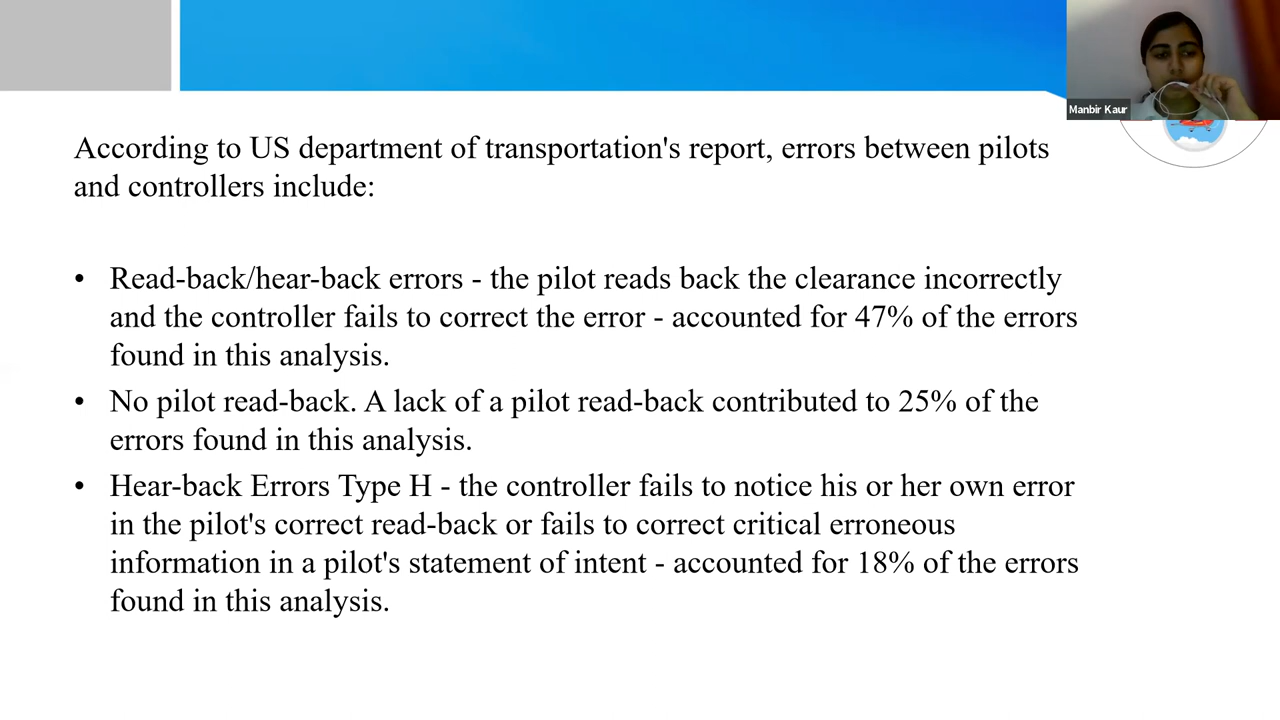 Manbir Kaur
According to US department of transportation's report, errors between pilots
and controllers include:
• Read-back/hear-back errors - the pilot reads back the clearance incorrectly
and the controller fails to correct the error - accounted for 47% of the errors
found in this analysis.
• No pilot read-back. A lack of a pilot read-back contributed to 25% of the
errors found in this analysis.
• Hear-back Errors Type H - the controller fails to notice his or her own error
in the pilot's correct read-back or fails to correct critical erroneous
information in a pilot's statement of intent - accounted for 18% of the errors
found in this analysis.